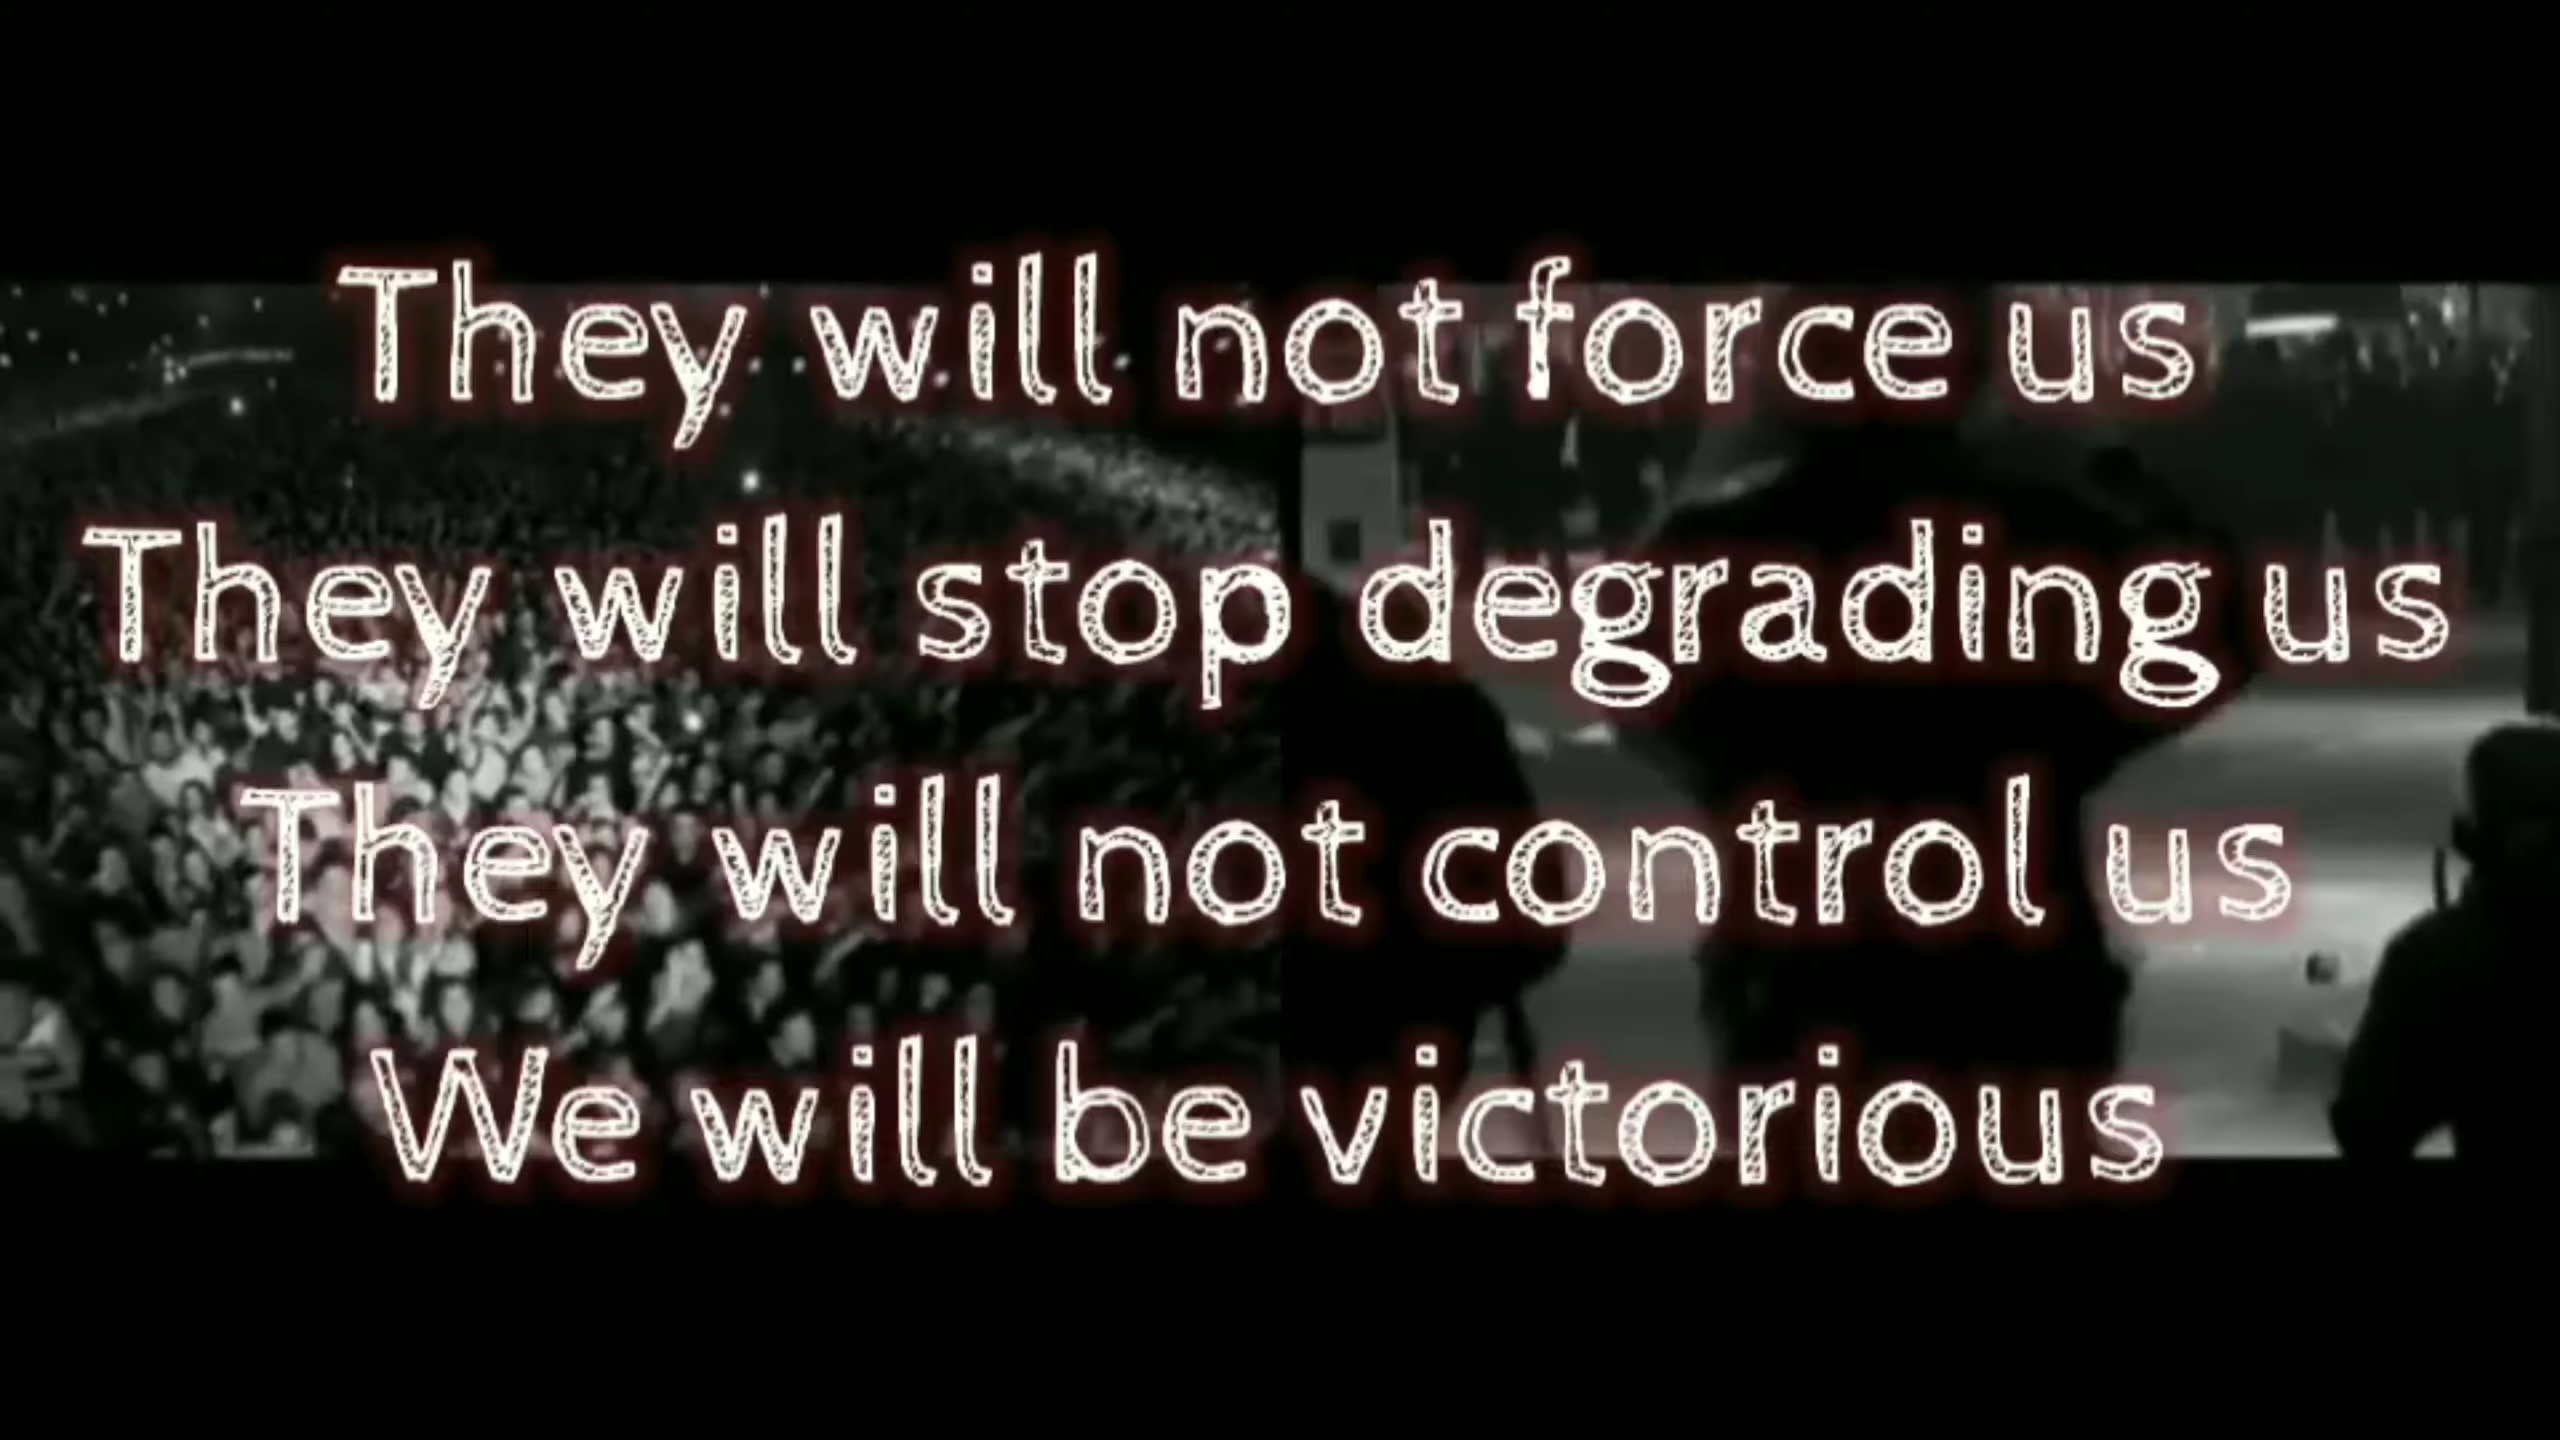 They will not force us
They will stop degrading us
They will not control us
We will be victorious